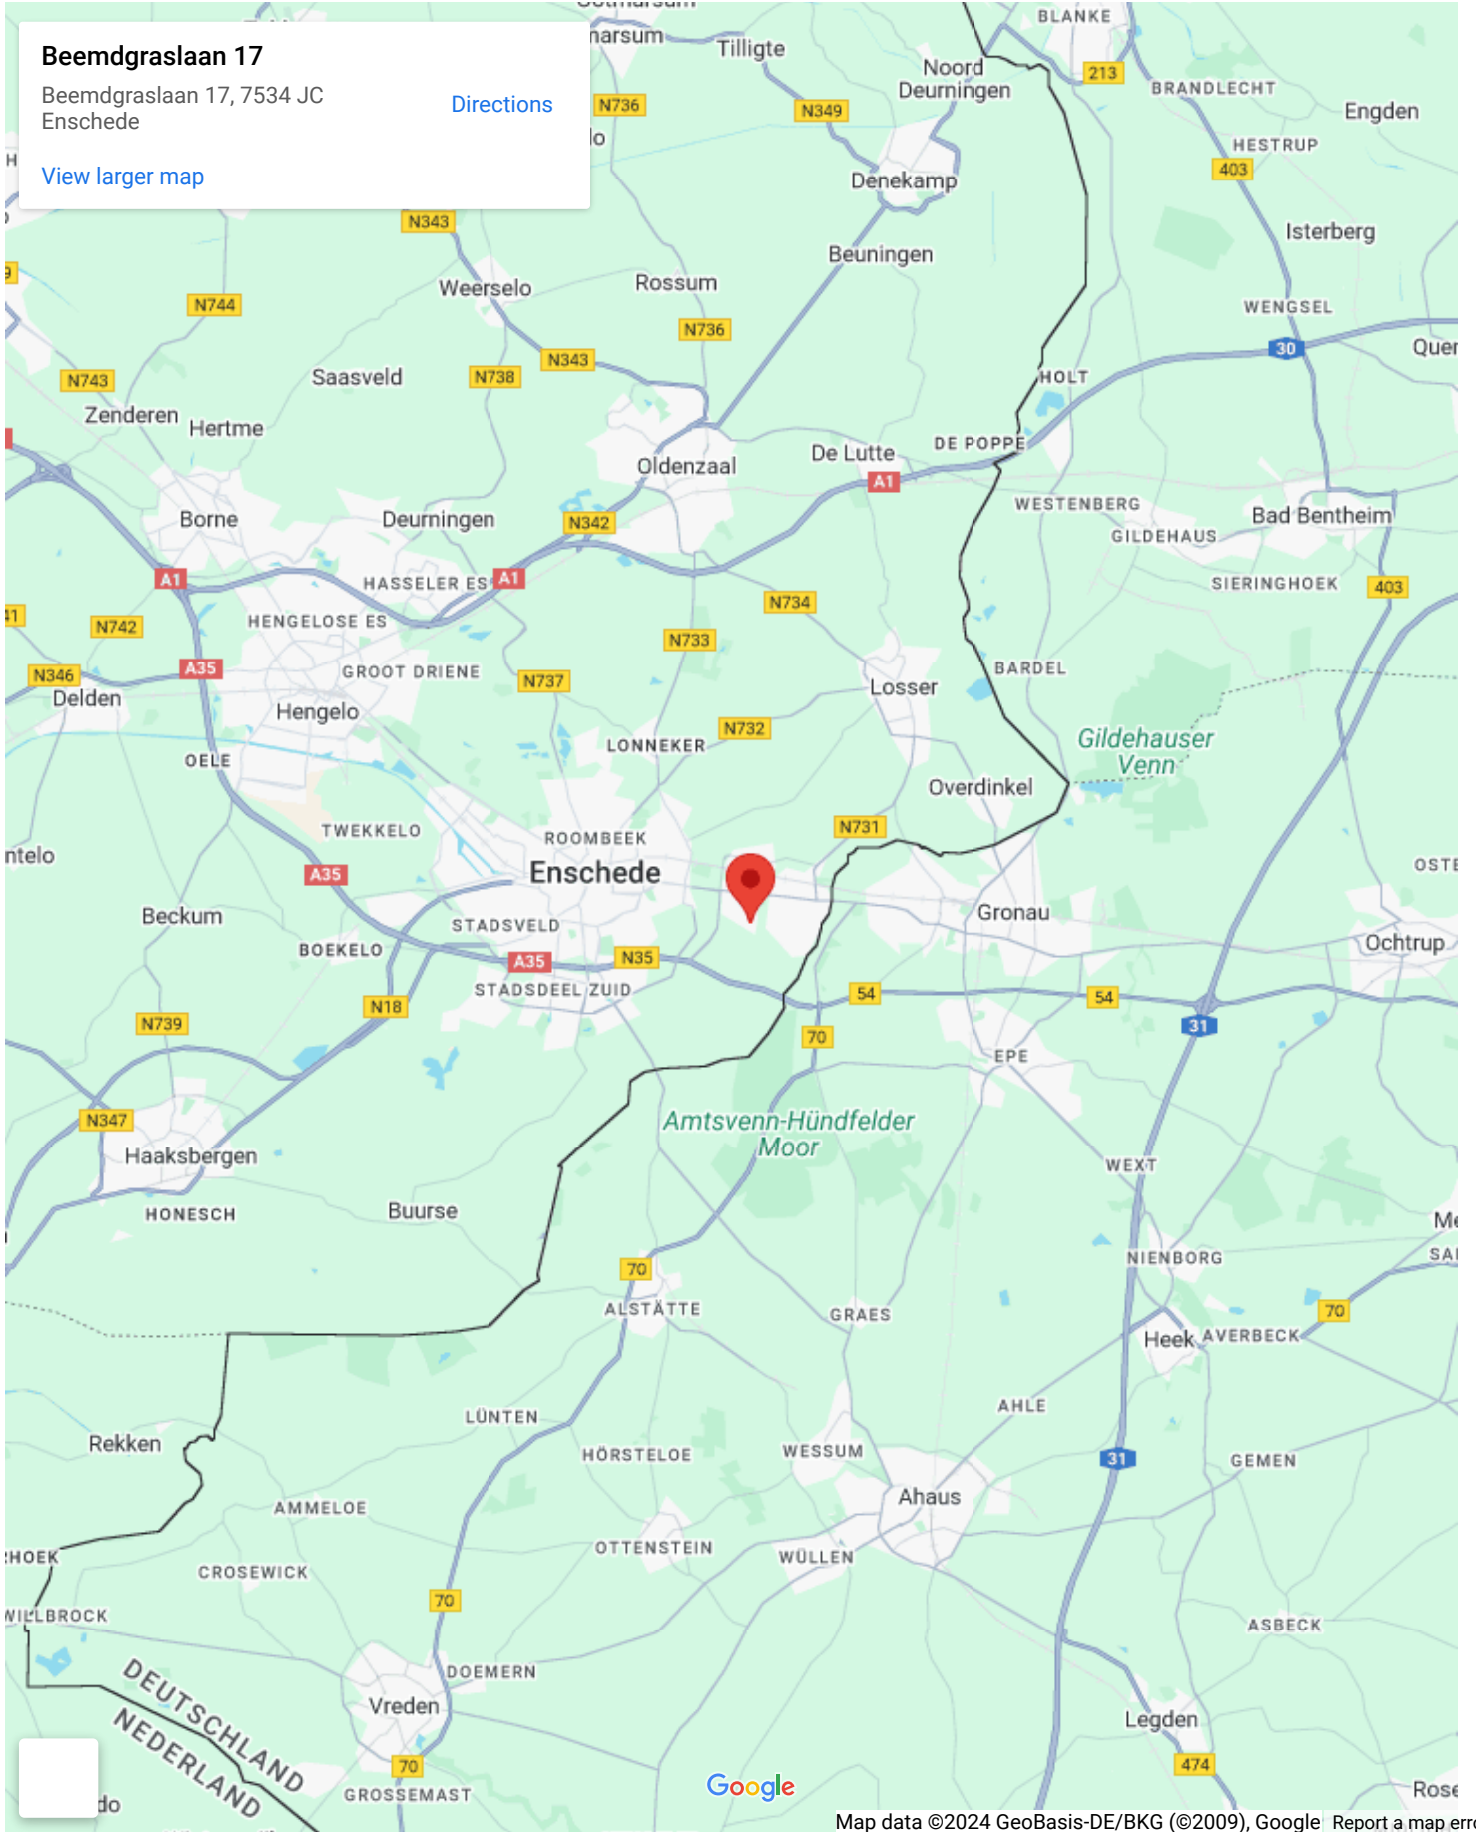 Beemdgraslaan 17
Beemdgraslaan 17, 7534 JC
Enschede
Directions
View larger map
BLANKE
Tilligte
Noord
Deurningen
213
BRANDLECHT
N736
N349
Engden
HESTRUP
403
Denekamp
N343
Isterberg
Beuningen
Weerselo
Rossum
N744
WENGSEL
N736
30
N343
N743
Saasveld
N738
HOLT
Zenderen
Hertme
De Lutte
DE POPPE
Oldenzaal
A1
WESTENBERG
Borne
Deurningen
N342
Bad Bentheim
GILDEHAUS
A1
HASSELER ES
A1
SIERINGHOEK
403
N734
HENGELOSE ES
N742
N733
A35
GROOT DRIENE
BARDEL
N346
N737
Delden
Losser
Hengelo
N732
Gildehauser
Venn
LONNEKER
OELE
Overdinkel
TWEKKELO
ROOMBEEK
N731
Enschede
A35
Beckum
STADSVELD
Gronau
BOEKELO
Ochtrup
A35
N35
STADSDEEL ZUID
54
54
N18
N739
31
70
EPE
N347
Amtsvenn-Hündfelder
Moor
Haaksbergen
WEXT
HONESCH
Buurse
NIENBORG
70
ALSTÄTTE
GRAES
70
Heek
AVERBECK
AHLE
LÜNTEN
Rekken
HÖRSTELOE
WESSUM
31
GEMEN
Ahaus
AMMELOE
OTTENSTEIN
WÜLLEN
CROSEWICK
70
WILLBROCK
ASBECK
DOEMERN
DEUTSCHLAND
NEDERLAND
Vreden
Legden
70
474
GROSSEMAST
Google
Map data ©2024 GeoBasis-DE/BKG (©2009), Google
Report a map erro